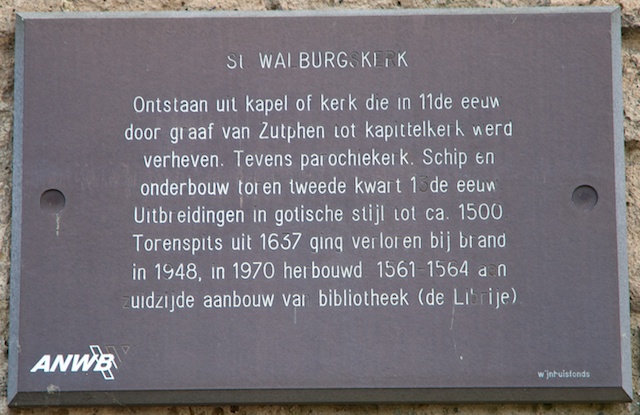 St WALBURGSKERK
Ontstaan uit kapel of kerk die in 11de eeuw
door graaf van Zutphen tot kapittelkerk werd
verheven. Tevens parochiekerk. Schip en
onderbouw toren tweede kwart 13de eeuw
Uitbreidingen in gotische stijl tot ca. 1500
Torenspits uit 1637 ging verloren bij brand
in 1948, in 1970 herbouwd 1561-1564 aan
zuidzijde aanbouw van bibliotheek (de Librije)
ANWB
wijnhuisfonds